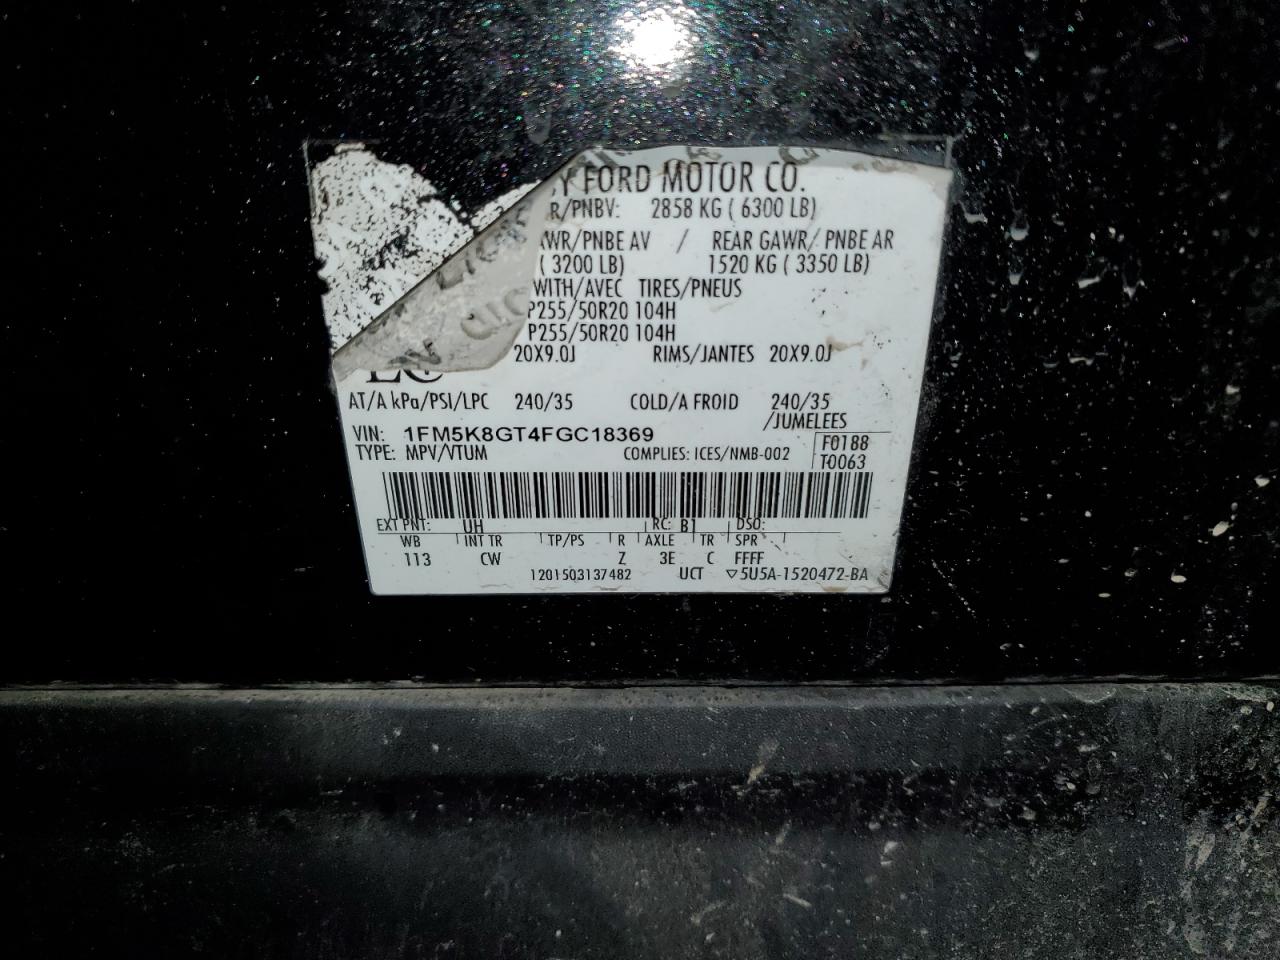 Y FORD MOTOR CO.
R/PNBV: 2858 KG ( 6300 LB)
WR/PNBE AV / REAR GAWR/ PNBE AR
( 3200 LB) 1520 KG ( 3350 LB)
WITH/AVEC TIRES/PNEUS
P255/50R20 104H
P255/50R20 104H
20X9.0J RIMS/JANTES 20X9.0J
AT/A kPa/PSI/LPC 240/35 COLD/A FROID 240/35
/JUMELEES
VIN: 1FM5K8GT4FGC18369
TYPE: MPV/VTUM COMPLIES: ICES/NMB-002
F0188
T0063
EXT PNT: UH RC: B1 DSO:
WB INT TR TP/PS R AXLE TR SPR
113 CW Z 3E C FFFF
1201503137482 UCT ▽5U5A-1520472-BA